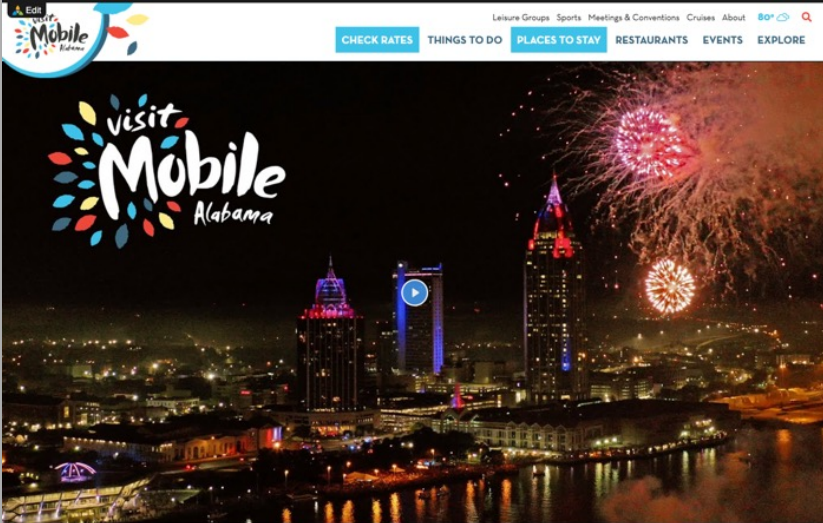 Edit
visit
Mobile
Alabama
Leisure Groups Sports Meetings & Conventions Cruises About 80°
CHECK RATES THINGS TO DO PLACES TO STAY RESTAURANTS EVENTS EXPLORE
visit
Mobile
Alabama